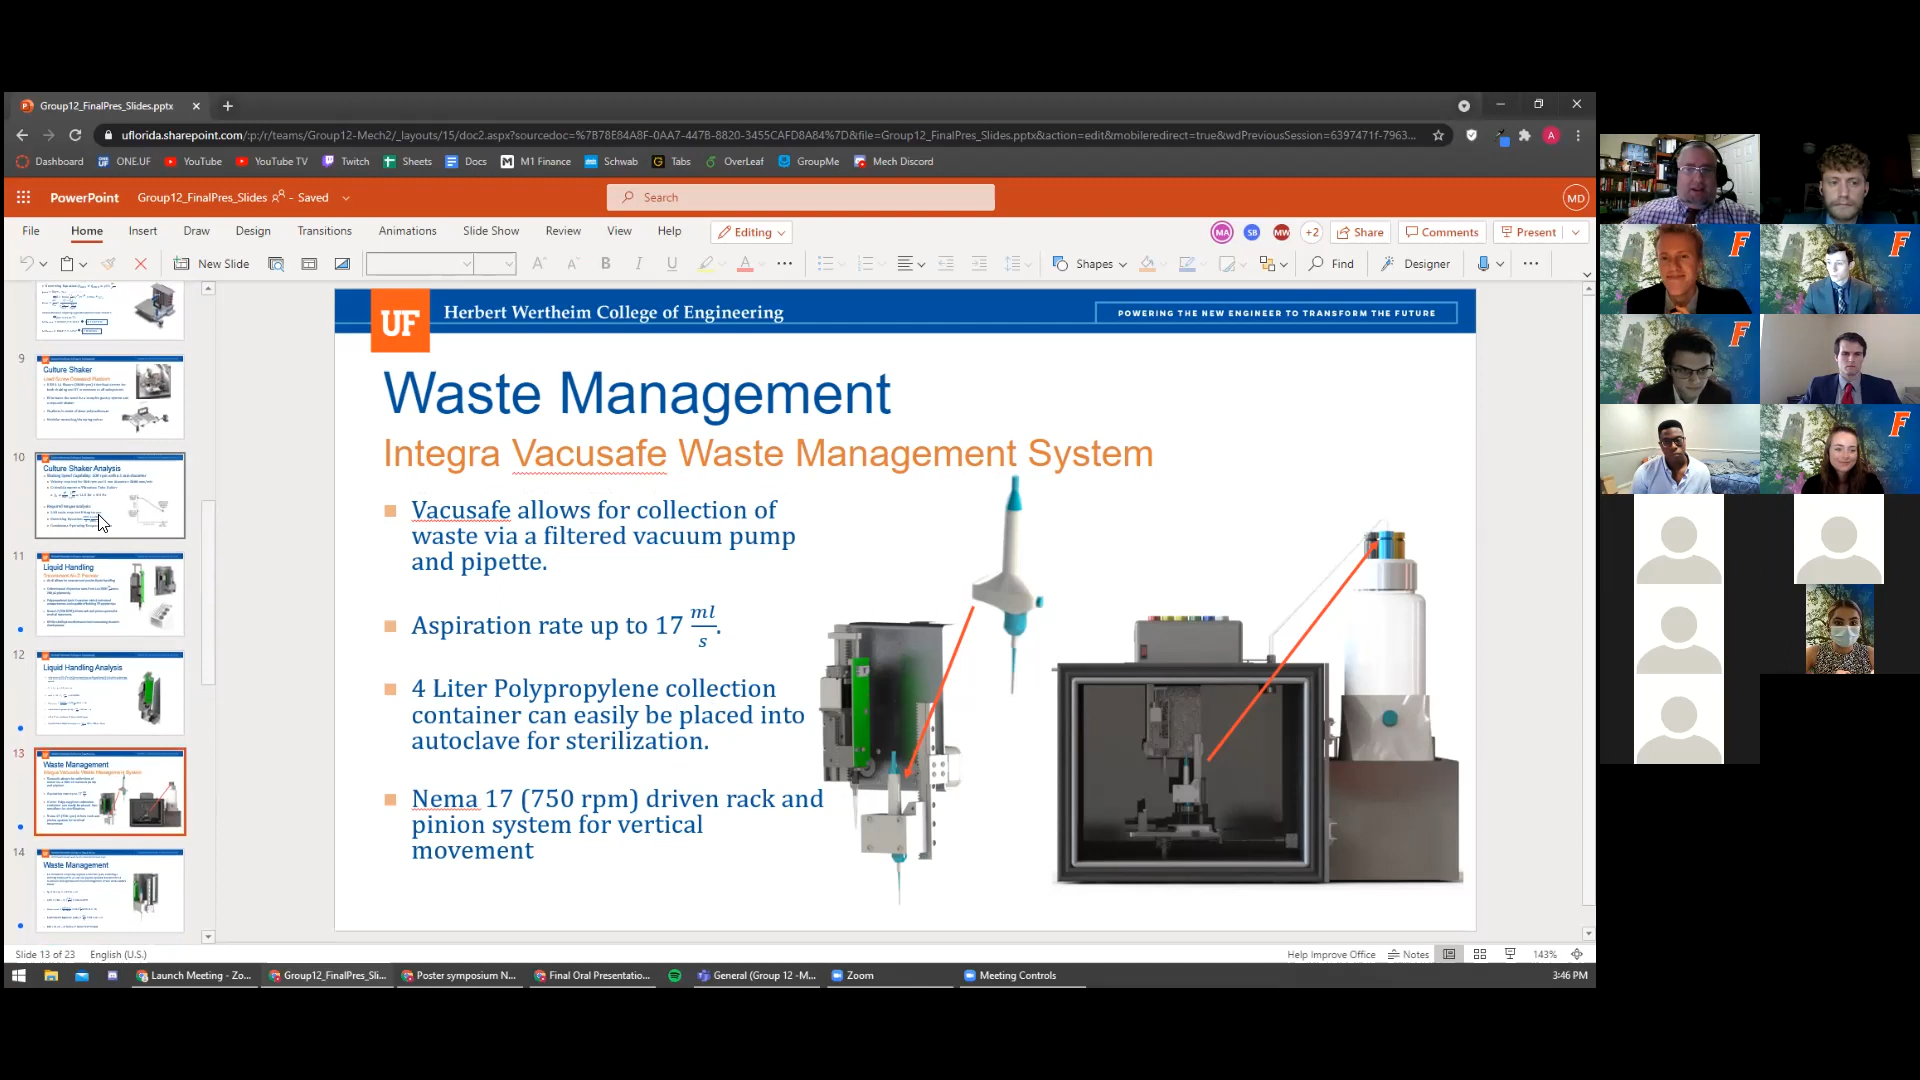 Group12_FinalPres_Slides.pptx
uflorida.sharepoint.com/:p:/r/teams/Group12-Mech2/_layouts/15/doc2.aspx?sourcedoc=%7B78E84A8F-0AA7-447B-8820-3455CAFD8A84%7D&file=Group12_FinalPres_Slides.pptx&action=edit&mobileredirect=true&wdPreviousSession=6397471f-7963...
Dashboard ONE.UF YouTube YouTube TV Twitch Sheets Docs M1 Finance Schwab Tabs OverLeaf GroupMe Mech Discord
PowerPoint Group12_FinalPres_Slides - Saved Search MD
File Home Insert Draw Design Transitions Animations Slide Show Review View Help Editing MA SB MW +2 Share Comments Present
New Slide B I U A Shapes Find Designer
9
Culture Shaker
10
Culture Shaker Analysis
11
Liquid Handling
12
Liquid Handling Analysis
13
Waste Management
14
Waste Management
UF Herbert Wertheim College of Engineering
POWERING THE NEW ENGINEER TO TRANSFORM THE FUTURE
Waste Management
Integra Vacusafe Waste Management System
Vacusafe allows for collection of
waste via a filtered vacuum pump
and pipette.
Aspiration rate up to 17 ml/s.
4 Liter Polypropylene collection
container can easily be placed into
autoclave for sterilization.
Nema 17 (750 rpm) driven rack and
pinion system for vertical
movement
F
F
F
F
Slide 13 of 23 English (U.S.) Help Improve Office Notes 143%
Launch Meeting - Zo... Group12_FinalPres_Sli... Poster symposium N... Final Oral Presentatio... General (Group 12 -M... Zoom Meeting Controls 3:46 PM